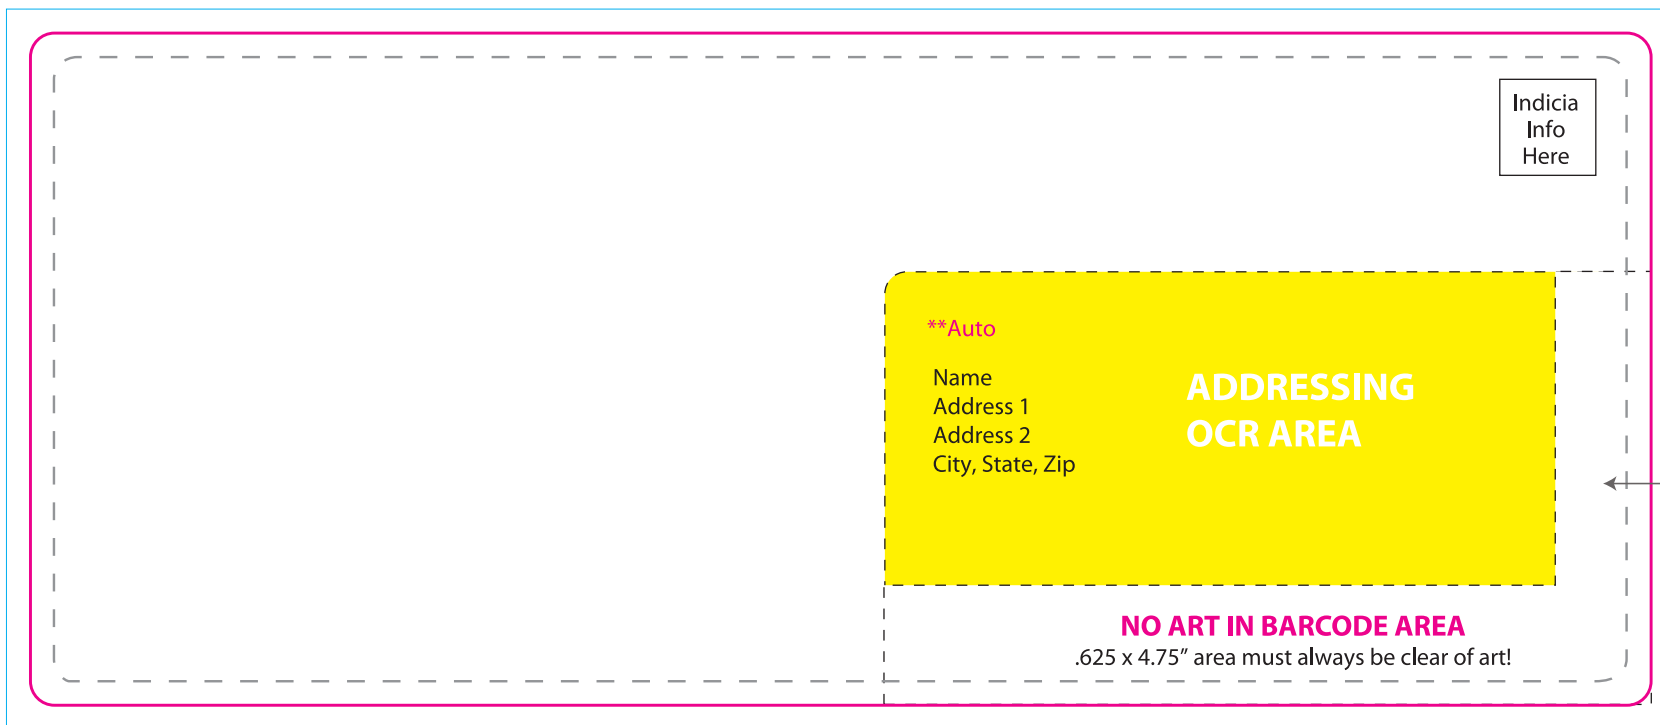 Indicia
Info
Here
**Auto
Name
Address 1
Address 2
City, State, Zip
ADDRESSING
OCR AREA
NO ART IN BARCODE AREA
.625 x 4.75” area must always be clear of art!